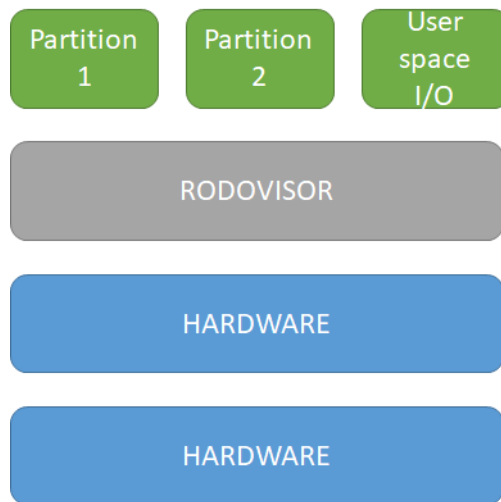 Partition
1
Partition
2
User
space
I/O
RODOVISOR
HARDWARE
HARDWARE